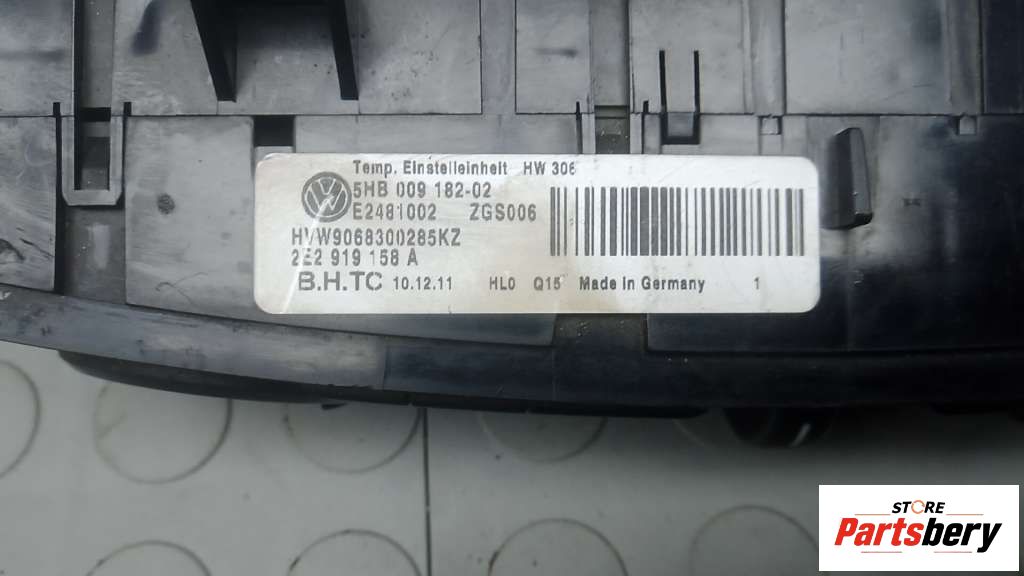 Temp. Einstelleinheit HW 306
5HB 009 182-02
E2481002 ZGS006
HVW9068300285KZ
2E2 919 158 A
B.H.TC 10.12.11 HL0 Q15 Made in Germany 1
STORE
Partsbery